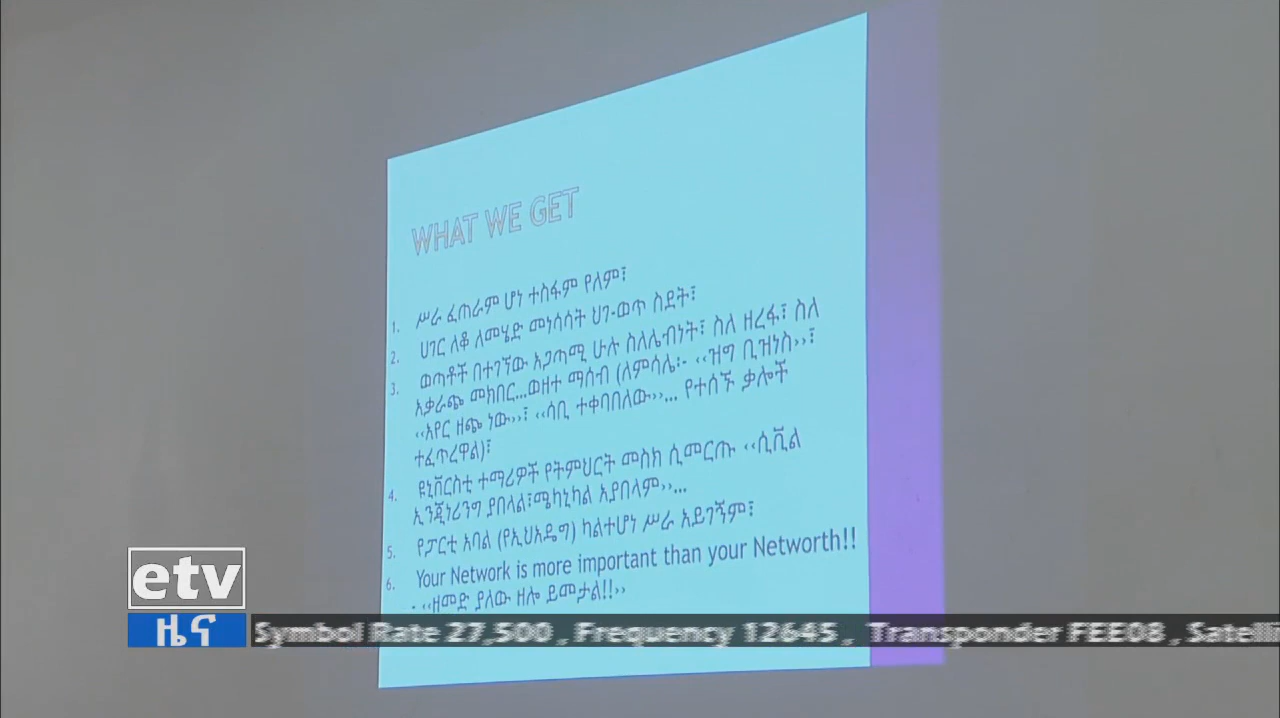 WHAT WE GET
1. ሥራ ፈጠራም ሆነ ተስፋም የለም፣
2. ሀገር ለቆ ለመሄድ መነሳሳት ህገ-ወጥ ስደት፣
3. ወጣቶች በተገኘው አጋጣሚ ሁሉ ስለሌብነት፣ ስለ ዘረፋ፣ ስለ
አቃራጭ መክበር...ወዘተ ማሰብ (ለምሳሌ፡- ‹‹ዝግ ቢዝነስ››፣
‹‹አየር ዘጭ ነው››፣ ‹‹ሳቢ ተቀባበለው››... የተሰኙ ቃሎች
ተፈጥረዋል)፣
4. ዩኒቨርስቲ ተማሪዎች የትምህርት መስክ ሲመርጡ ‹‹ሲቪል
ኢንጂነሪንግ ያበላል፣ሜካኒካል አያበላም››...
5. የፓርቲ አባል (የኢህአዴግ) ካልተሆነ ሥራ አይገኝም፣
6. Your Network is more important than your Networth!!
- ‹‹ዘመድ ያለው ዘሎ ይመታል!!››
etv
ዜና
Symbol Rate 27,500 , Frequency 12645 , Transponder FEE08 , Satelli